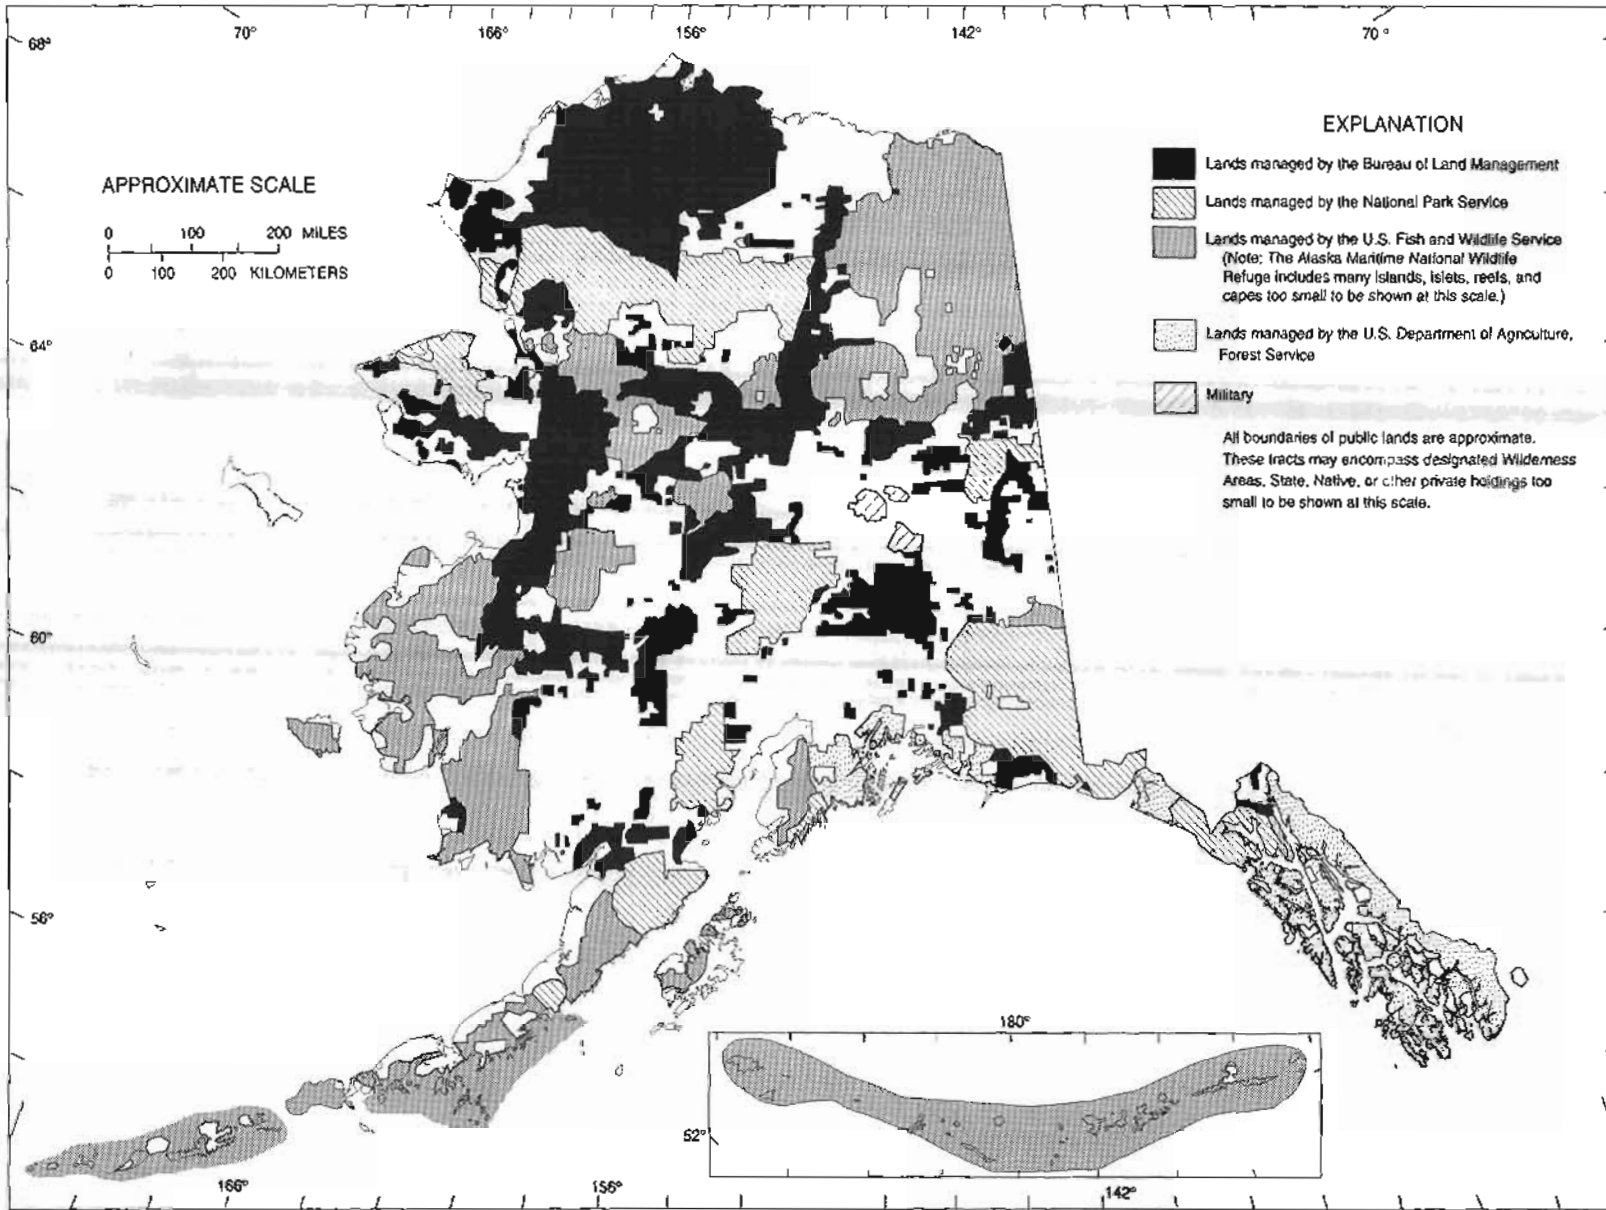 70°
166°
156°
142°
70°
68°
64°
60°
56°
APPROXIMATE SCALE
0 100 200 MILES
0 100 200 KILOMETERS
EXPLANATION
Lands managed by the Bureau of Land Management
Lands managed by the National Park Service
Lands managed by the U.S. Fish and Wildlife Service
(Note: The Alaska Maritime National Wildlife
Refuge includes many islands, islets, reefs, and
capes too small to be shown at this scale.)
Lands managed by the U.S. Department of Agriculture,
Forest Service
Military
All boundaries of public lands are approximate.
These tracts may encompass designated Wilderness
Areas, State, Native, or other private holdings too
small to be shown at this scale.
180°
52°
166°
156°
142°